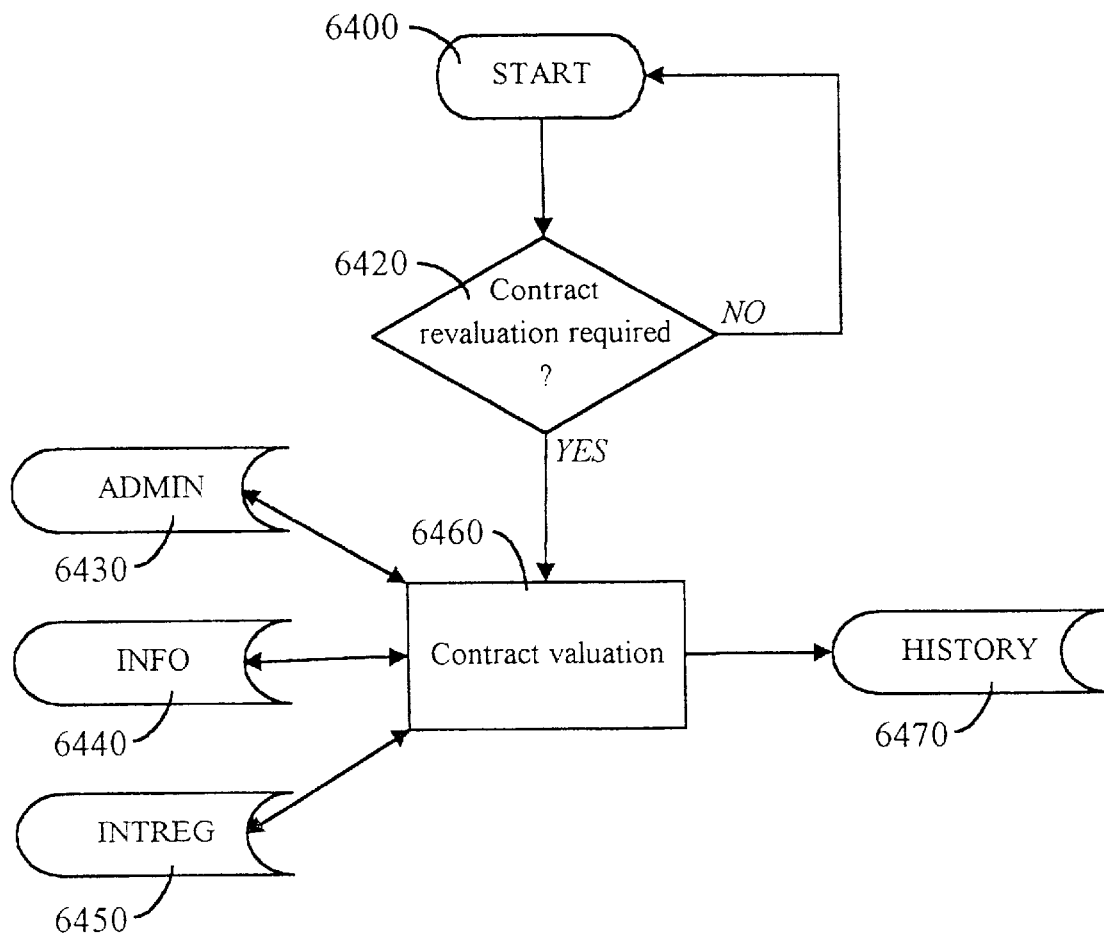 6400
START
6420
Contract
revaluation required
?
NO
YES
ADMIN
6430
6460
INFO
6440
Contract valuation
HISTORY
6470
INTREG
6450